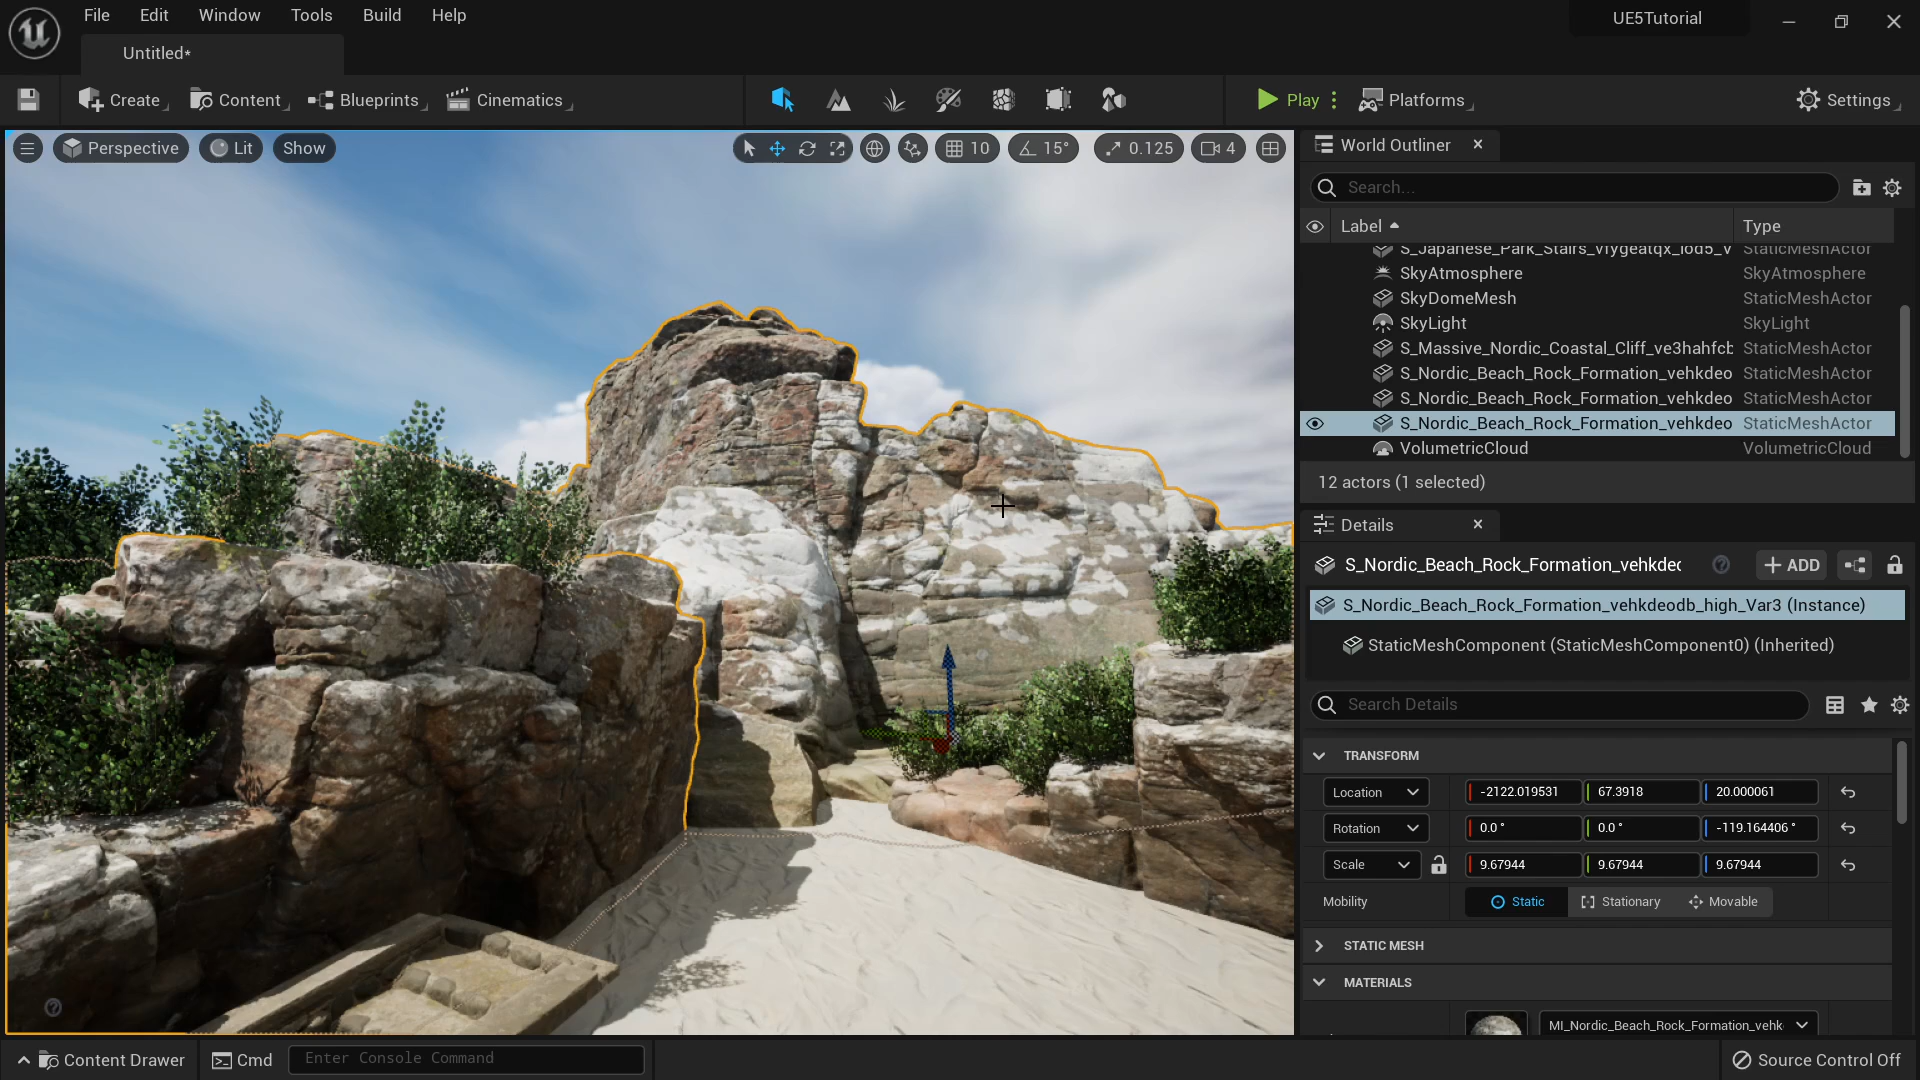 File Edit Window Tools Build Help
UE5Tutorial
Untitled*
Create Content Blueprints Cinematics Play Platforms Settings
Perspective Lit Show 10 15° 0.125 4
World Outliner
Search...
Label Type
S_Japanese_Park_Stairs_vfygeatqx_lod5_v StaticMeshActor
SkyAtmosphere SkyAtmosphere
SkyDomeMesh StaticMeshActor
SkyLight SkyLight
S_Massive_Nordic_Coastal_Cliff_ve3hahfcb StaticMeshActor
S_Nordic_Beach_Rock_Formation_vehkdeo StaticMeshActor
S_Nordic_Beach_Rock_Formation_vehkdeo StaticMeshActor
S_Nordic_Beach_Rock_Formation_vehkdeo StaticMeshActor
VolumetricCloud VolumetricCloud
12 actors (1 selected)
Details
S_Nordic_Beach_Rock_Formation_vehkdec ADD
S_Nordic_Beach_Rock_Formation_vehkdeodb_high_Var3 (Instance)
StaticMeshComponent (StaticMeshComponent0) (Inherited)
Search Details
TRANSFORM
Location -2122.019531 67.3918 20.000061
Rotation 0.0 ° 0.0 ° -119.164406 °
Scale 9.67944 9.67944 9.67944
Mobility Static Stationary Movable
STATIC MESH
MATERIALS
MI_Nordic_Beach_Rock_Formation_vehk
Content Drawer Cmd Enter Console Command Source Control Off